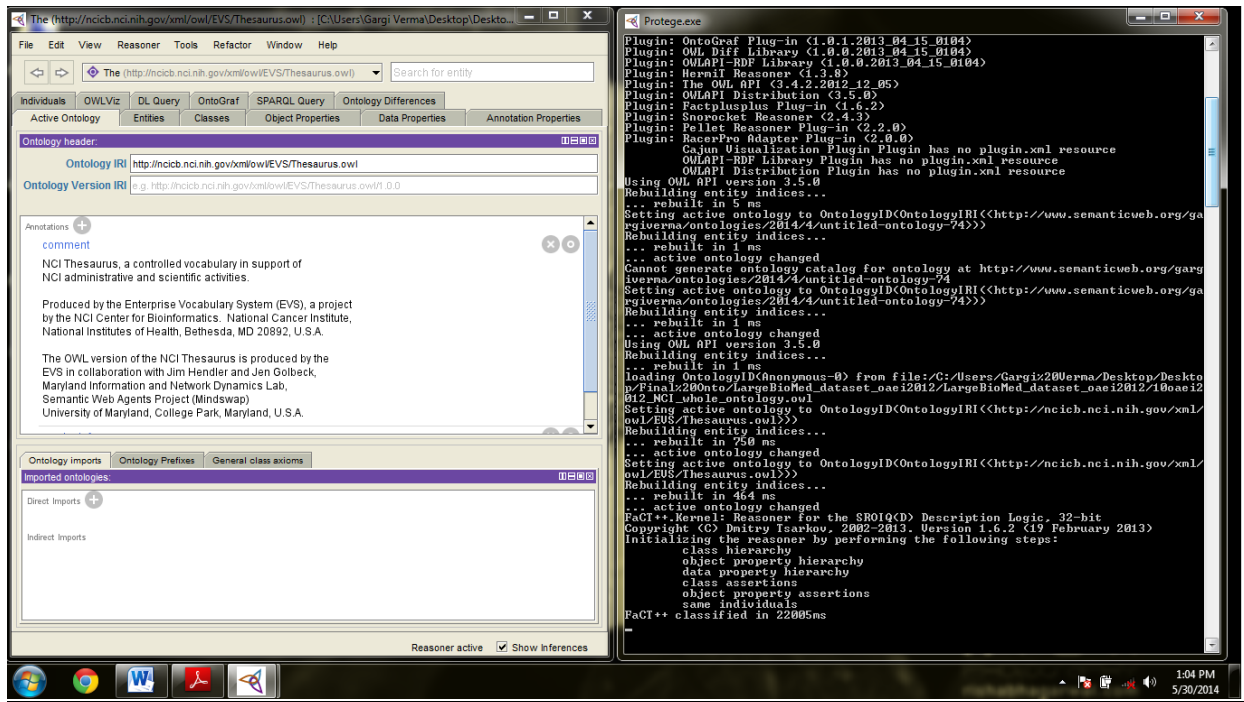 The (http://ncicb.nci.nih.gov/xml/owl/EVS/Thesaurus.owl) : [C:\Users\Gargi Verma\Desktop\Deskto...
File Edit View Reasoner Tools Refactor Window Help
The (http://ncicb.nci.nih.gov/xml/owl/EVS/Thesaurus.owl) Search for entity
Individuals OWLViz DL Query OntoGraf SPARQL Query Ontology Differences
Active Ontology Entities Classes Object Properties Data Properties Annotation Properties
Ontology header:
Ontology IRI http://ncicb.nci.nih.gov/xml/owl/EVS/Thesaurus.owl
Ontology Version IRI e.g. http://ncicb.nci.nih.gov/xml/owl/EVS/Thesaurus.owl/1.0.0
Annotations
comment
NCI Thesaurus, a controlled vocabulary in support of
NCI administrative and scientific activities.
Produced by the Enterprise Vocabulary System (EVS), a project
by the NCI Center for Bioinformatics. National Cancer Institute,
National Institutes of Health, Bethesda, MD 20892, U.S.A.
The OWL version of the NCI Thesaurus is produced by the
EVS in collaboration with Jim Hendler and Jen Golbeck,
Maryland Information and Network Dynamics Lab,
Semantic Web Agents Project (Mindswap)
University of Maryland, College Park, Maryland, U.S.A.
Ontology imports Ontology Prefixes General class axioms
Imported ontologies:
Direct Imports
Indirect Imports
Reasoner active Show Inferences
Protege.exe
Plugin: OntoGraf Plug-in (1.0.1.2013_04_15_0104)
Plugin: OWL Diff Library (1.0.0.2013_04_15_0104)
Plugin: OWLAPI-RDF Library (1.0.0.2013_04_15_0104)
Plugin: HermiT Reasoner (1.3.8)
Plugin: The OWL API (3.4.2.2012_12_05)
Plugin: OWLAPI Distribution (3.5.0)
Plugin: Factplusplus Plug-in (1.6.2)
Plugin: Snorocket Reasoner (2.4.3)
Plugin: Pellet Reasoner Plug-in (2.2.0)
Plugin: RacerPro Adapter Plug-in (2.0.0)
Cajun Visualization Plugin Plugin has no plugin.xml resource
OWLAPI-RDF Library Plugin has no plugin.xml resource
OWLAPI Distribution Plugin has no plugin.xml resource
Using OWL API version 3.5.0
Rebuilding entity indices...
... rebuilt in 5 ms
Setting active ontology to OntologyID(OntologyIRI(<http://www.semanticweb.org/ga
rgiverma/ontologies/2014/4/untitled-ontology-74>))
Rebuilding entity indices...
... rebuilt in 1 ms
... active ontology changed
Cannot generate ontology catalog for ontology at http://www.semanticweb.org/garg
iverma/ontologies/2014/4/untitled-ontology-74
Setting active ontology to OntologyID(OntologyIRI(<http://www.semanticweb.org/ga
rgiverma/ontologies/2014/4/untitled-ontology-74>))
Rebuilding entity indices...
... rebuilt in 1 ms
... active ontology changed
Using OWL API version 3.5.0
Rebuilding entity indices...
... rebuilt in 1 ms
loading OntologyID(Anonymous-0) from file:/C:/Users/Gargi%20Verma/Desktop/Deskto
p/Final%20Onto/LargeBioMed_dataset_oaei2012/LargeBioMed_dataset_oaei2012/10oaei2
012_NCI_whole_ontology.owl
Setting active ontology to OntologyID(OntologyIRI(<http://ncicb.nci.nih.gov/xml/
owl/EVS/Thesaurus.owl>))
Rebuilding entity indices...
... rebuilt in 750 ms
... active ontology changed
Setting active ontology to OntologyID(OntologyIRI(<http://ncicb.nci.nih.gov/xml/
owl/EVS/Thesaurus.owl>))
Rebuilding entity indices...
... rebuilt in 464 ms
... active ontology changed
FaCT++.Kernel: Reasoner for the SROIQ(D) Description Logic, 32-bit
Copyright (C) Dmitry Tsarkov, 2002-2013. Version 1.6.2 (19 February 2013)
Initializing the reasoner by performing the following steps:
class hierarchy
object property hierarchy
data property hierarchy
class assertions
object property assertions
same individuals
FaCT++ classified in 22005ms
1:04 PM
5/30/2014